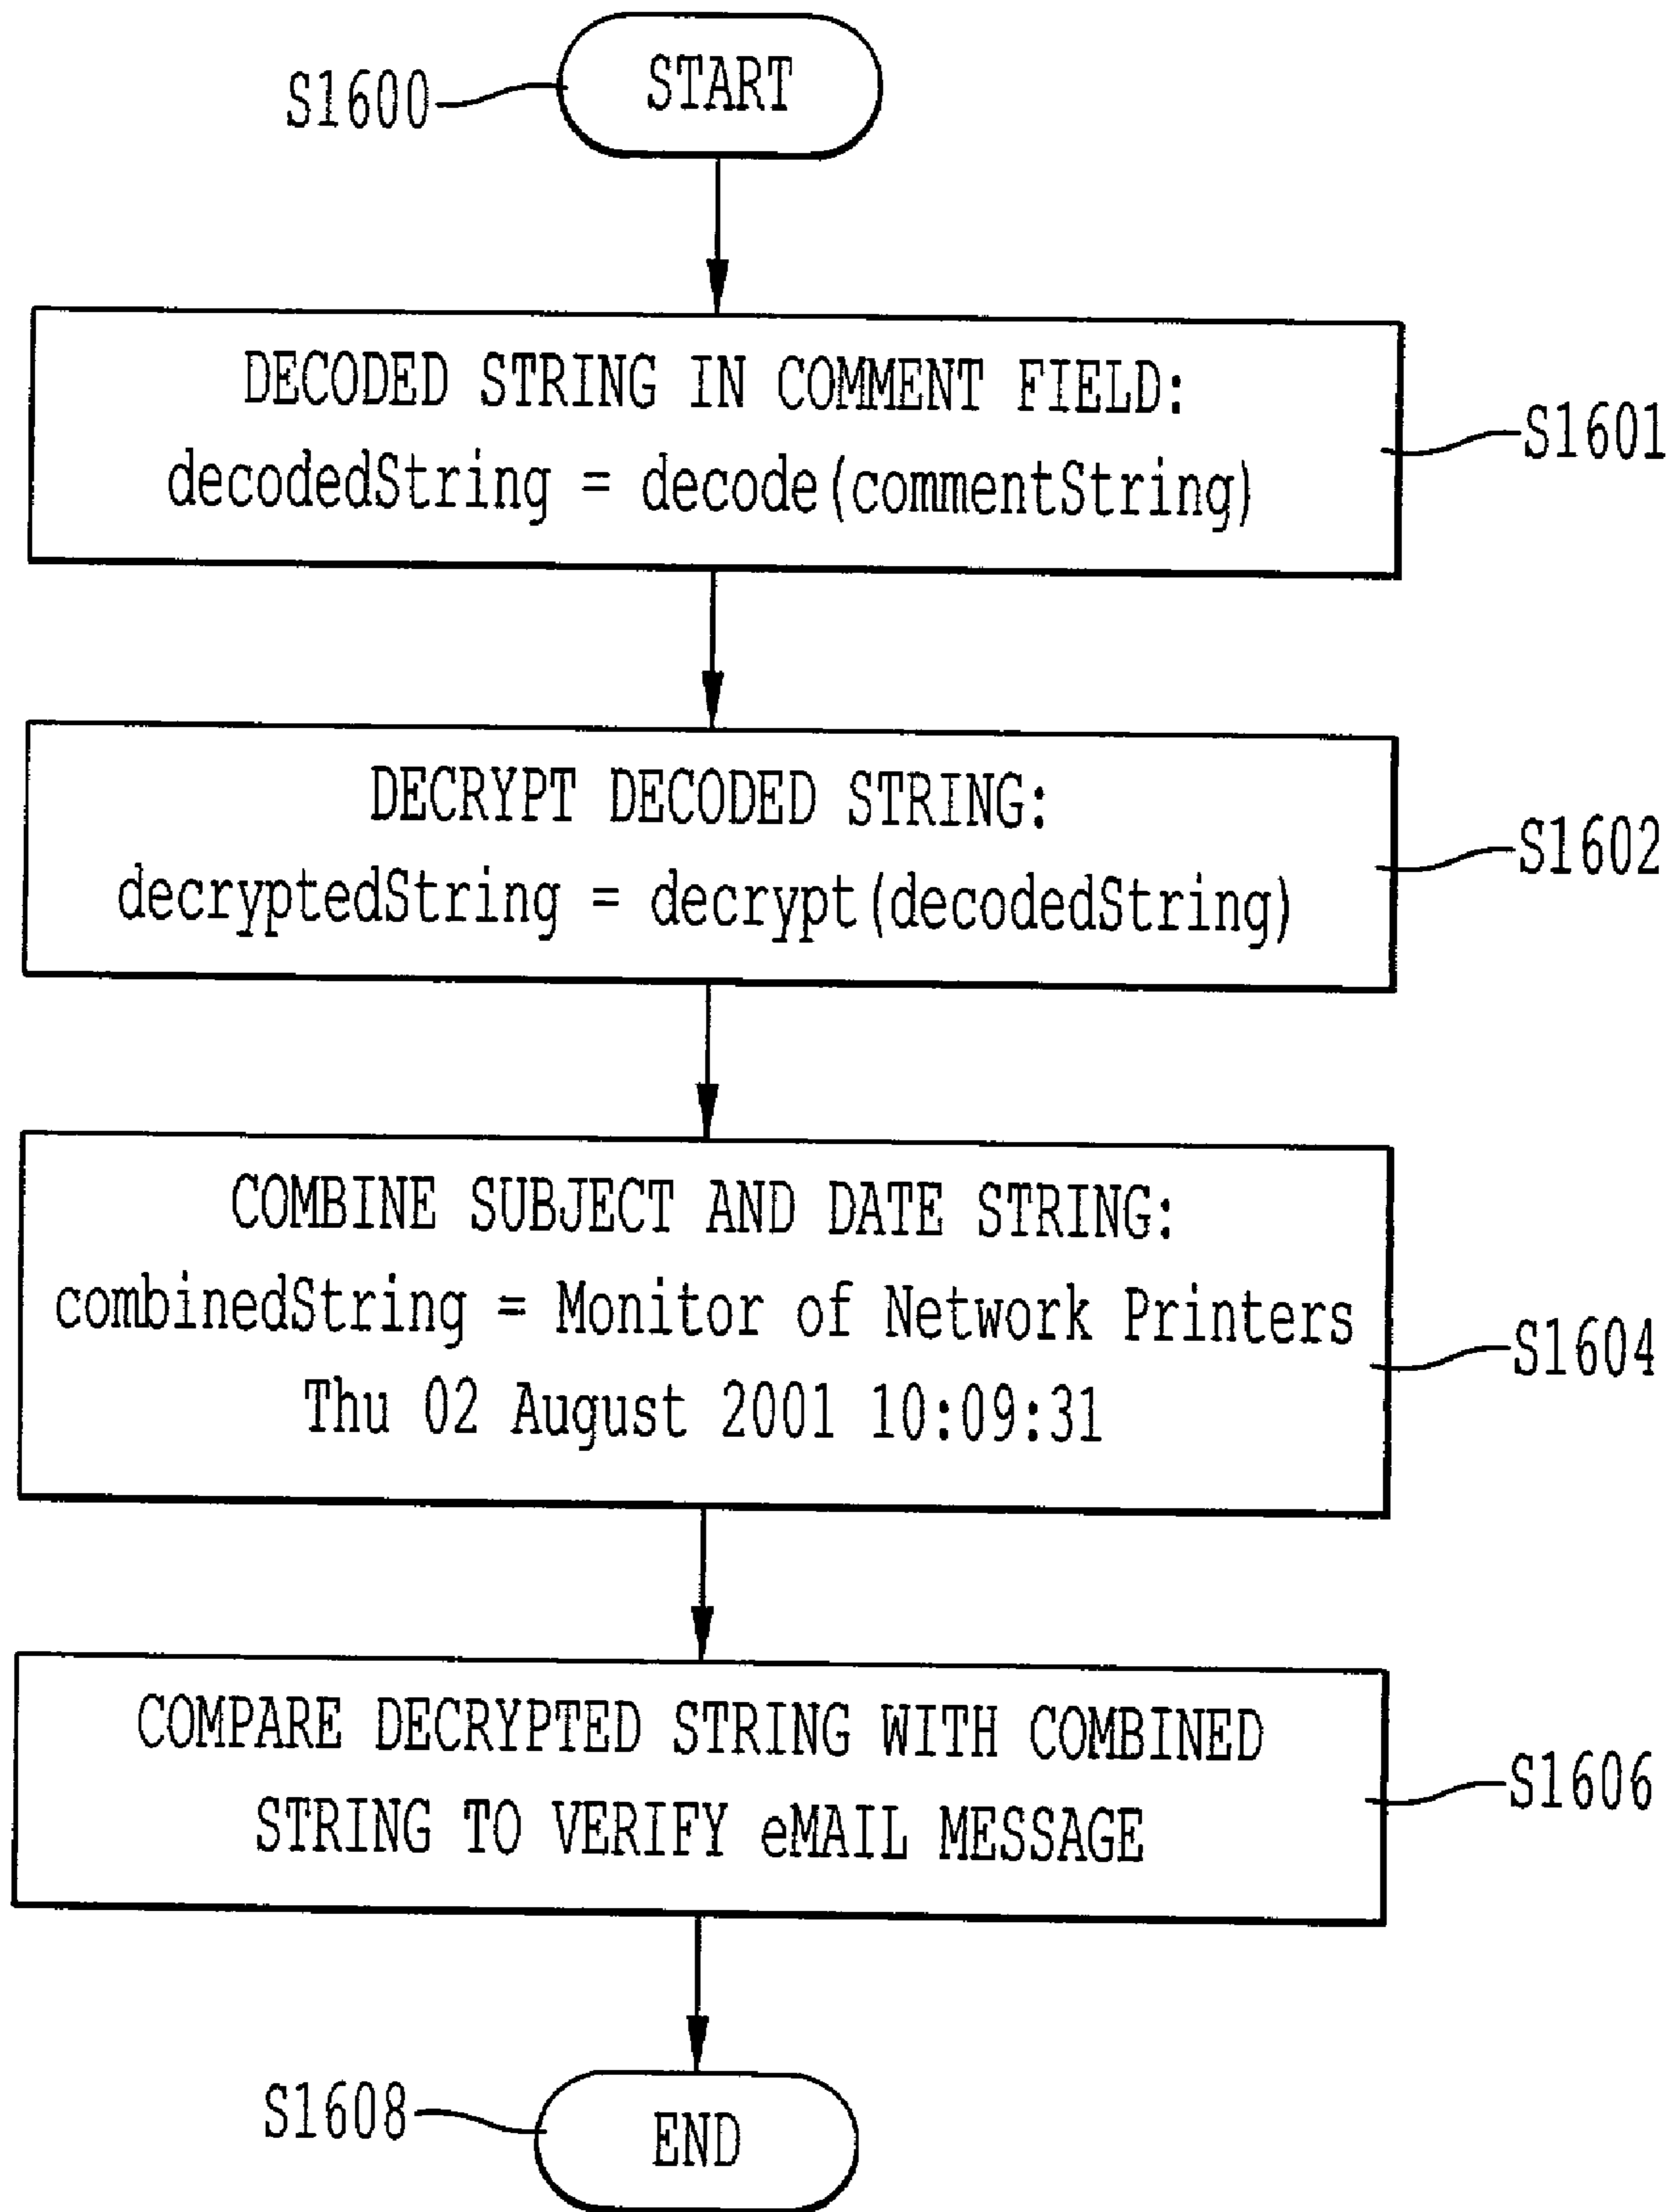 START
S1600
DECODED STRING IN COMMENT FIELD:
decodedString = decode(commentString)
S1601
DECRYPT DECODED STRING:
decryptedString = decrypt(decodedString)
S1602
COMBINE SUBJECT AND DATE STRING:
combinedString = Monitor of Network Printers
Thu 02 August 2001 10:09:31
S1604
COMPARE DECRYPTED STRING WITH COMBINED
STRING TO VERIFY eMAIL MESSAGE
S1606
S1608
END